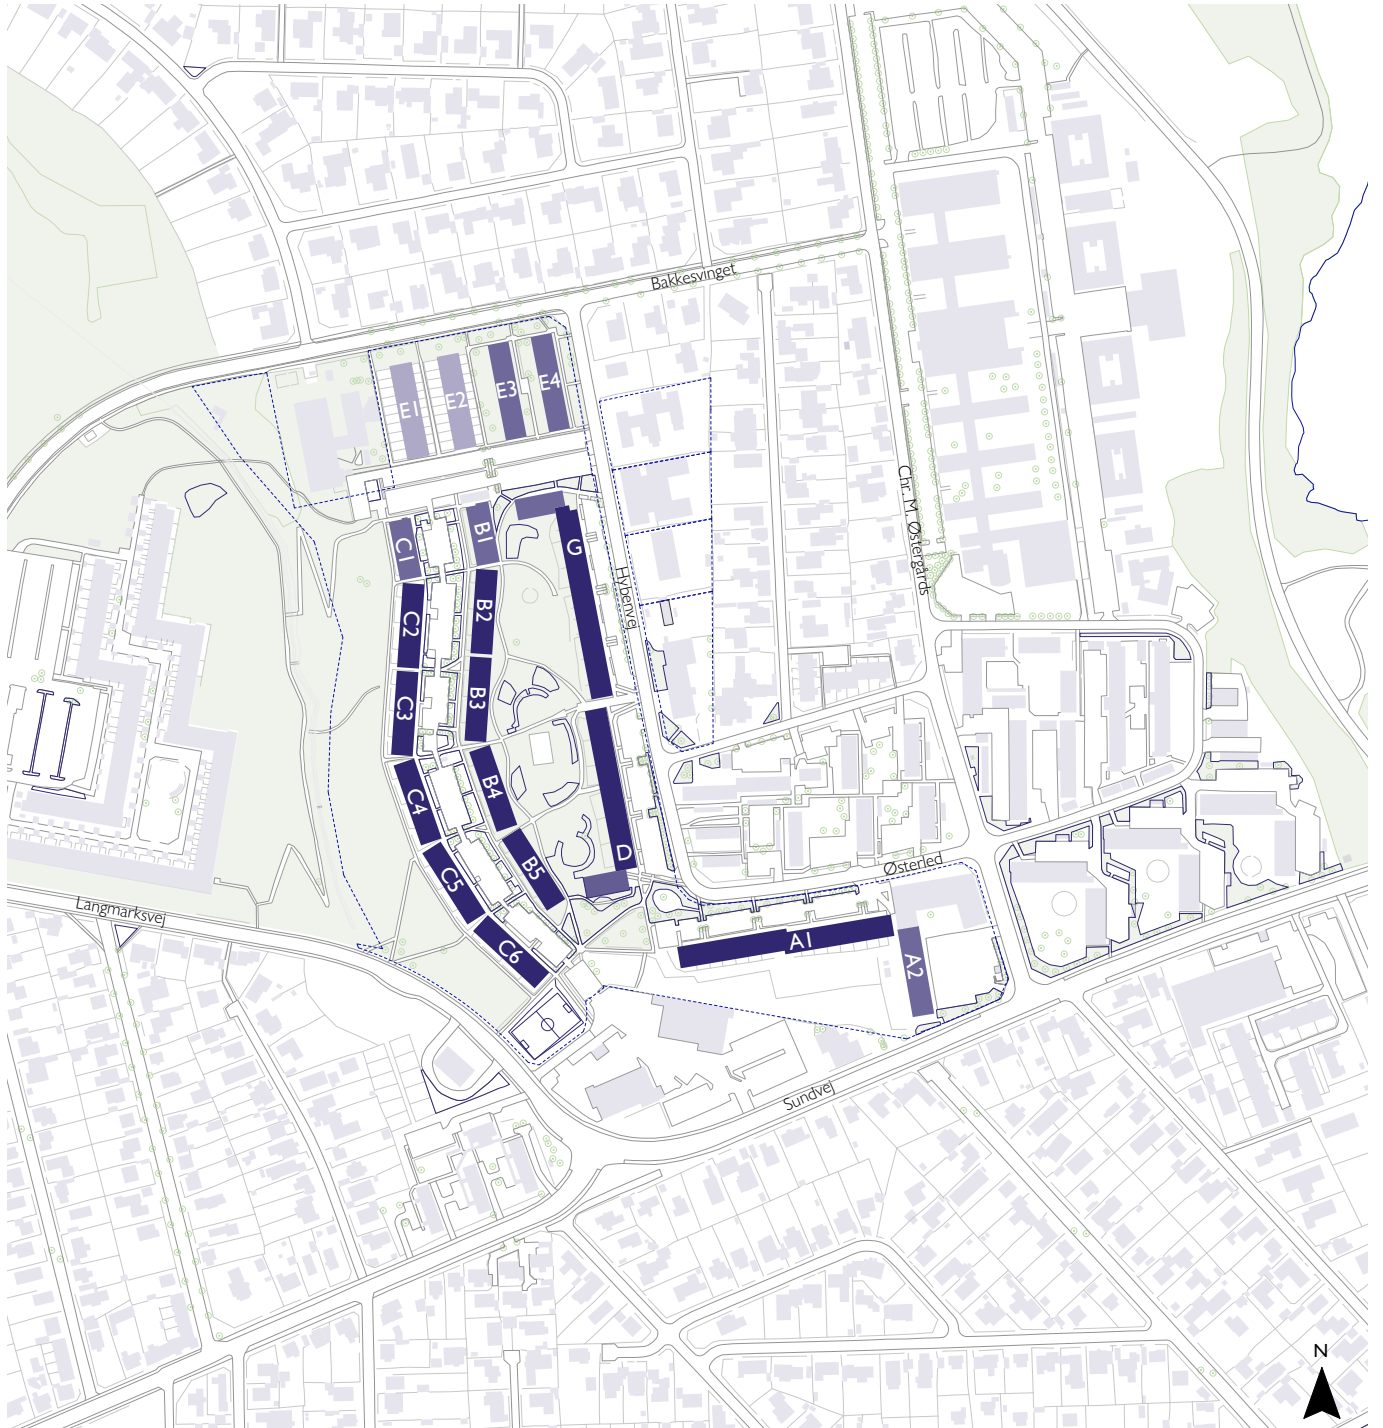 Bakkesvinget
E1
E2
E3
E4
Chr. M. Østergårds
C1
B1
G
Hybenvej
C2
B2
C3
B3
C4
B4
C5
B5
D
Østerled
Langmarksvej
C6
A1
A2
Sundvej
N